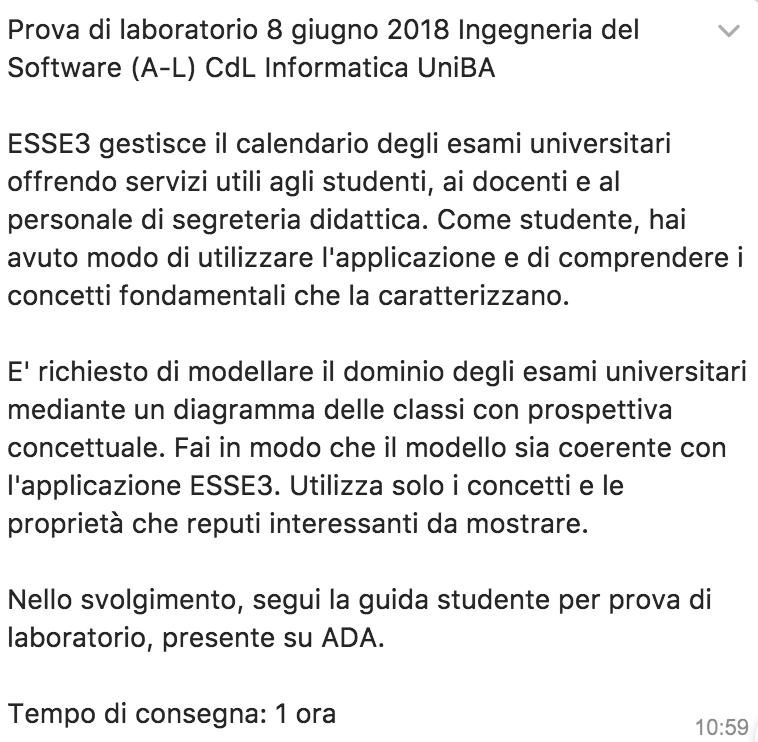 Prova di laboratorio 8 giugno 2018 Ingegneria del
Software (A-L) CdL Informatica UniBA
ESSE3 gestisce il calendario degli esami universitari
offrendo servizi utili agli studenti, ai docenti e al
personale di segreteria didattica. Come studente, hai
avuto modo di utilizzare l'applicazione e di comprendere i
concetti fondamentali che la caratterizzano.
E' richiesto di modellare il dominio degli esami universitari
mediante un diagramma delle classi con prospettiva
concettuale. Fai in modo che il modello sia coerente con
l'applicazione ESSE3. Utilizza solo i concetti e le
proprietà che reputi interessanti da mostrare.
Nello svolgimento, segui la guida studente per prova di
laboratorio, presente su ADA.
Tempo di consegna: 1 ora
10:59